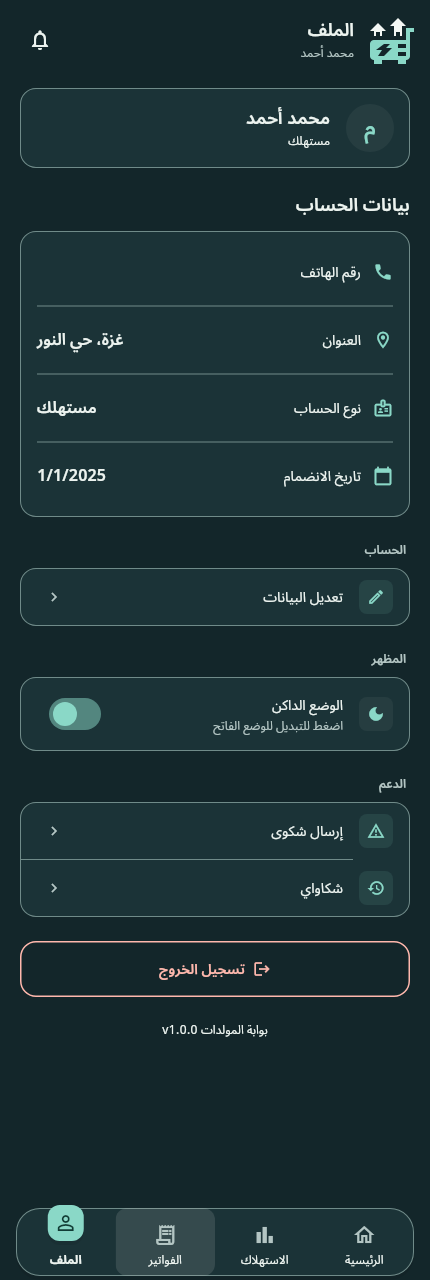 الملف
محمد أحمد
م
محمد أحمد
مستهلك
بيانات الحساب
رقم الهاتف
العنوان
غزة، حي النور
نوع الحساب
مستهلك
تاريخ الانضمام
1/1/2025
الحساب
تعديل البيانات
المظهر
الوضع الداكن
اضغط للتبديل للوضع الفاتح
الدعم
إرسال شكوى
شكاواي
تسجيل الخروج
بوابة المولدات v1.0.0
الرئيسية
الاستهلاك
الفواتير
الملف